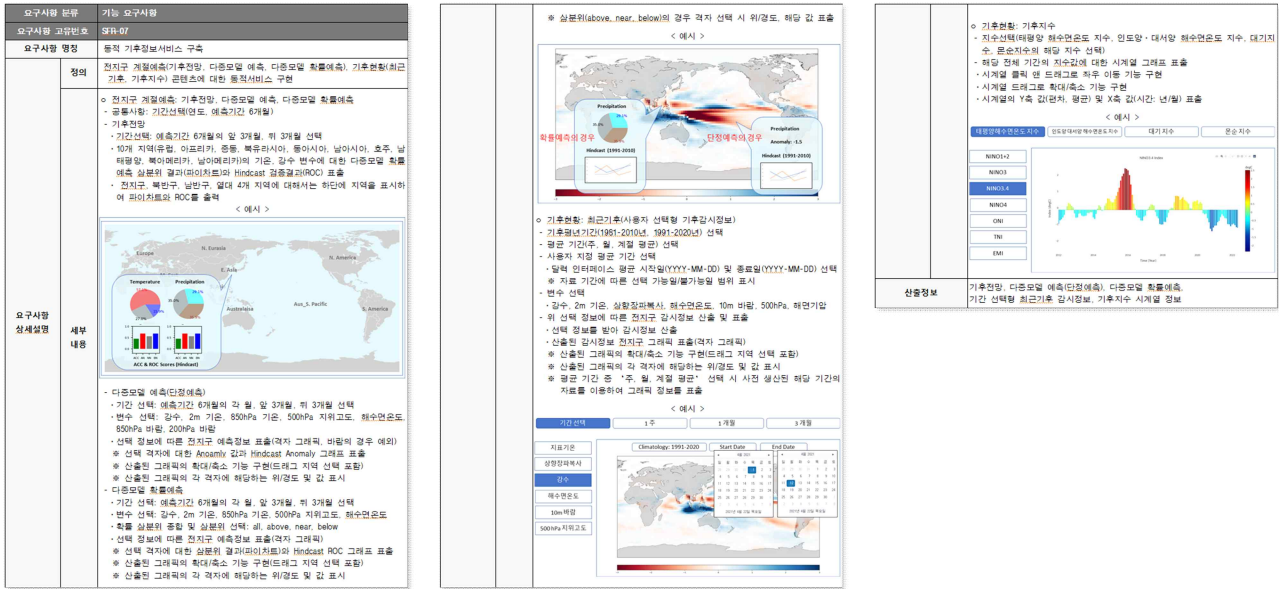 요구사항 분류 기능 요구사항
요구사항 고유번호 SFR-07
요구사항 명칭 동적 기후정보서비스 구축
요구사항 상세설명
정의
전지구 계절예측(기후전망, 다중모델 예측, 다중모델 확률예측), 기후현황(최근
기후, 기후지수) 콘텐츠에 대한 동적서비스 구현
세부
내용
○ 전지구 계절예측: 기후전망, 다중모델 예측, 다중모델 확률예측
- 공통사항: 기간선택(연도, 예측기간 6개월)
- 기후전망
· 기간선택: 예측기간 6개월의 앞 3개월, 뒤 3개월 선택
· 10개 지역(유럽, 아프리카, 중동, 북유라시아, 동아시아, 남아시아, 호주, 남
태평양, 북아메리카, 남아메리카)의 기온, 강수 변수에 대한 다중모델 확률
예측 삼분위 결과(파이차트)와 Hindcast 검증결과(ROC) 표출
· 전지구, 북반구, 남반구, 열대 4개 지역에 대해서는 하단에 지역을 표시하
여 파이차트와 ROC를 출력
< 예시 >
Europe
N. Eurasia
N. America
E. Asia
Temperature Precipitation
Aus_S. Pacific
Australasia
S. America
ACC & ROC Scores (Hindcast)
- 다중모델 예측(단정예측)
· 기간 선택: 예측기간 6개월의 각 월, 앞 3개월, 뒤 3개월 선택
· 변수 선택: 강수, 2m 기온, 850hPa 기온, 500hPa 지위고도, 해수면온도,
850hPa 바람, 200hPa 바람
· 선택 정보에 따른 전지구 예측정보 표출(격자 그래픽, 바람의 경우 예외)
※ 선택 격자에 대한 Anoamly 값과 Hindcast Anomaly 그래프 표출
※ 산출된 그래픽의 확대/축소 기능 구현(드래그 지역 선택 포함)
※ 산출된 그래픽의 각 격자에 해당하는 위/경도 및 값 표시
- 다중모델 확률예측
· 기간 선택: 예측기간 6개월의 각 월, 앞 3개월, 뒤 3개월 선택
· 변수 선택: 강수, 2m 기온, 850hPa 기온, 500hPa 지위고도, 해수면온도
· 확률 삼분위 종합 및 삼분위 선택: all, above, near, below
· 선택 정보에 따른 전지구 예측정보 표출(격자 그래픽)
※ 선택 격자에 대한 삼분위 결과(파이차트)와 Hindcast ROC 그래프 표출
※ 산출된 그래픽의 확대/축소 기능 구현(드래그 지역 선택 포함)
※ 산출된 그래픽의 각 격자에 해당하는 위/경도 및 값 표시
※ 삼분위(above, near, below)의 경우 격자 선택 시 위/경도, 해당 값 표출
< 예시 >
Precipitation
확률예측의 경우
Hindcast (1991-2010)
단정예측의 경우
Precipitation
Anomaly: -1.5
Hindcast (1991-2010)
○ 기후현황: 최근기후(사용자 선택형 기후감시정보)
- 기후평년기간(1981-2010년, 1991-2020년) 선택
- 평균 기간(주, 월, 계절 평균) 선택
- 사용자 지정 평균 기간 선택
· 달력 인터페이스 평균 시작일(YYYY-MM-DD) 및 종료일(YYYY-MM-DD) 선택
※ 자료 기간에 따른 선택 가능일/불가능일 범위 표시
- 변수 선택
· 강수, 2m 기온, 상향장파복사, 해수면온도, 10m 바람, 500hPa, 해면기압
- 위 선택 정보에 따른 전지구 감시정보 산출 및 표출
· 선택 정보를 받아 감시정보 산출
· 산출된 감시정보 전지구 그래픽 표출(격자 그래픽)
※ 산출된 그래픽의 확대/축소 기능 구현(드래그 지역 선택 포함)
※ 산출된 그래픽의 각 격자에 해당하는 위/경도 및 값 표시
※ 평균 기간 중 "주, 월, 계절 평균" 선택 시 사전 생산된 해당 기간의
자료를 이용하여 그래픽 정보를 표출
< 예시 >
기간 선택 1 주 1 개월 3 개월
지표기온
상향장파복사
강수
해수면온도
10m 바람
500 hPa 지위고도
Climatology: 1991-2020 Start Date End Date
○ 기후현황: 기후지수
- 지수선택(태평양 해수면온도 지수, 인도양·대서양 해수면온도 지수, 대기지
수, 몬순지수의 해당 지수 선택)
- 해당 전체 기간의 지수값에 대한 시계열 그래프 표출
· 시계열 클릭 앤 드래그로 좌우 이동 기능 구현
· 시계열 드래그로 확대/축소 기능 구현
· 시계열의 Y축 값(편차, 평균) 및 X축 값(시간: 년/월) 표출
< 예시 >
태평양해수면온도 지수 인도양 대서양 해수면온도 지수 대기 지수 몬순 지수
NINO1+2
NINO3
NINO3.4
NINO4
ONI
TNI
EMI
NINO3.4 Index
산출정보
기후전망, 다중모델 예측(단정예측), 다중모델 확률예측,
기간 선택형 최근기후 감시정보, 기후지수 시계열 정보